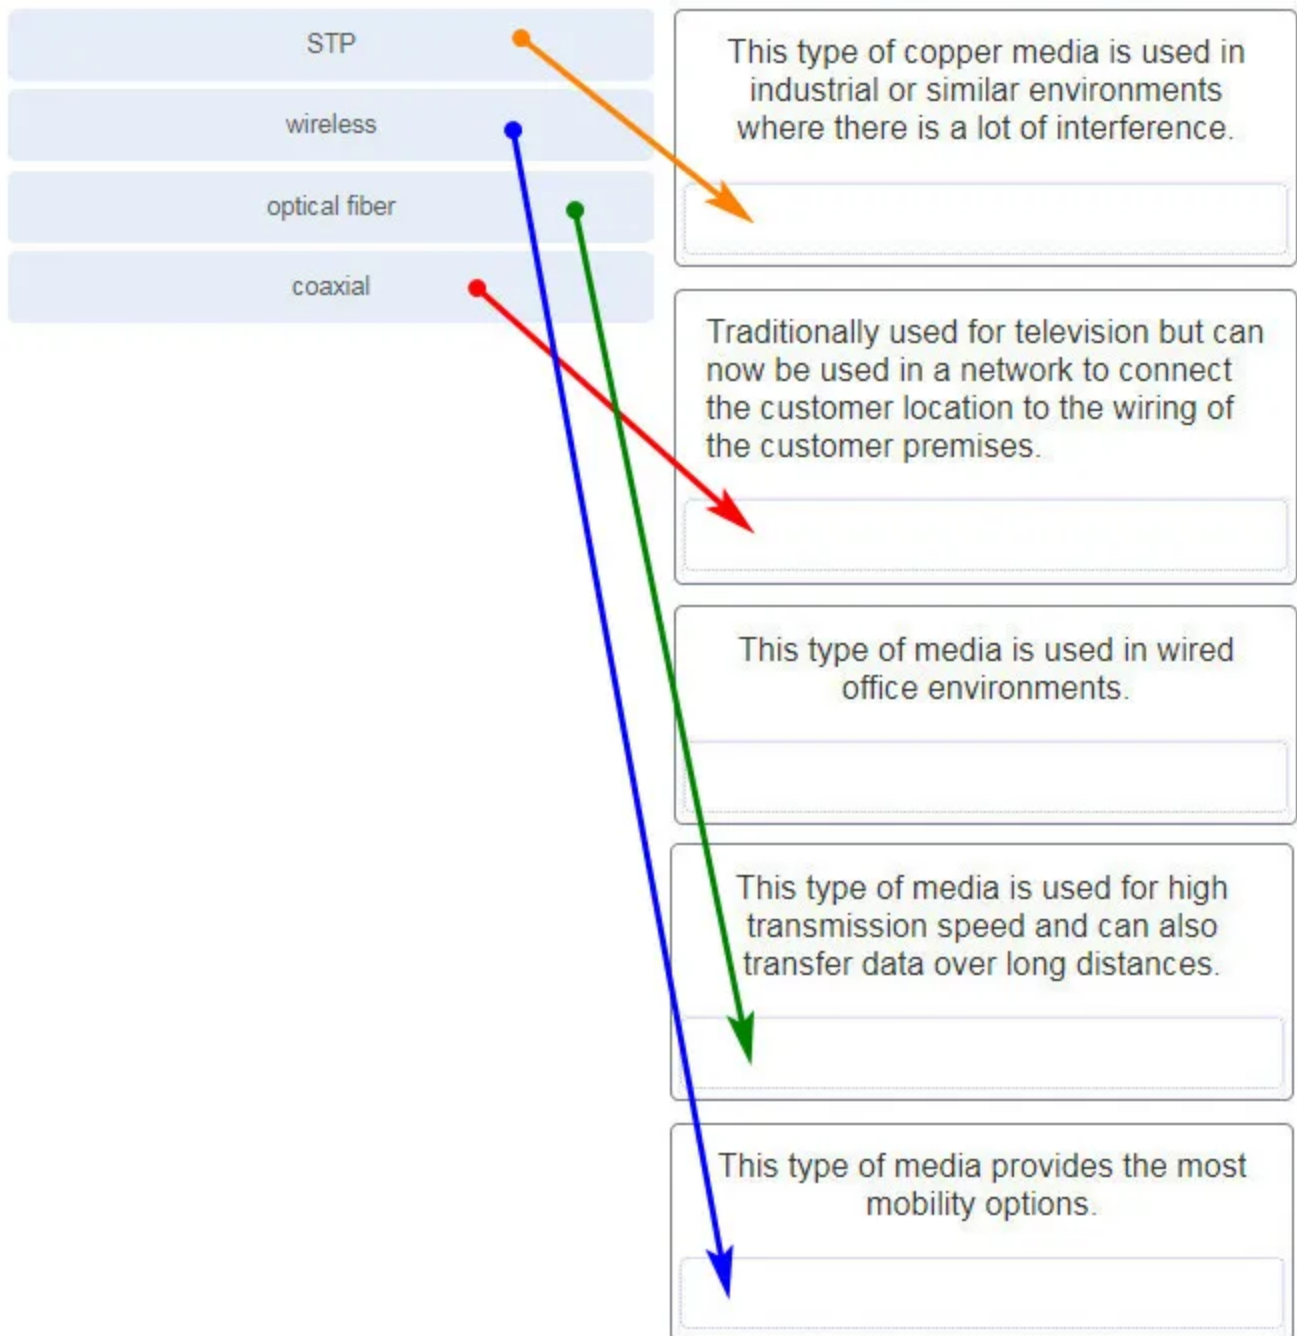 STP
wireless
optical fiber
coaxial
This type of copper media is used in
industrial or similar environments
where there is a lot of interference.
Traditionally used for television but can
now be used in a network to connect
the customer location to the wiring of
the customer premises.
This type of media is used in wired
office environments.
This type of media is used for high
transmission speed and can also
transfer data over long distances.
This type of media provides the most
mobility options.